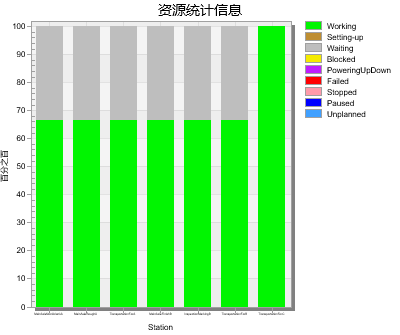 资源统计信息
百分之百
100
90
80
70
60
50
40
30
20
10
0
Station
Working
Setting-up
Waiting
Blocked
PoweringUpDown
Failed
Stopped
Paused
Unplanned